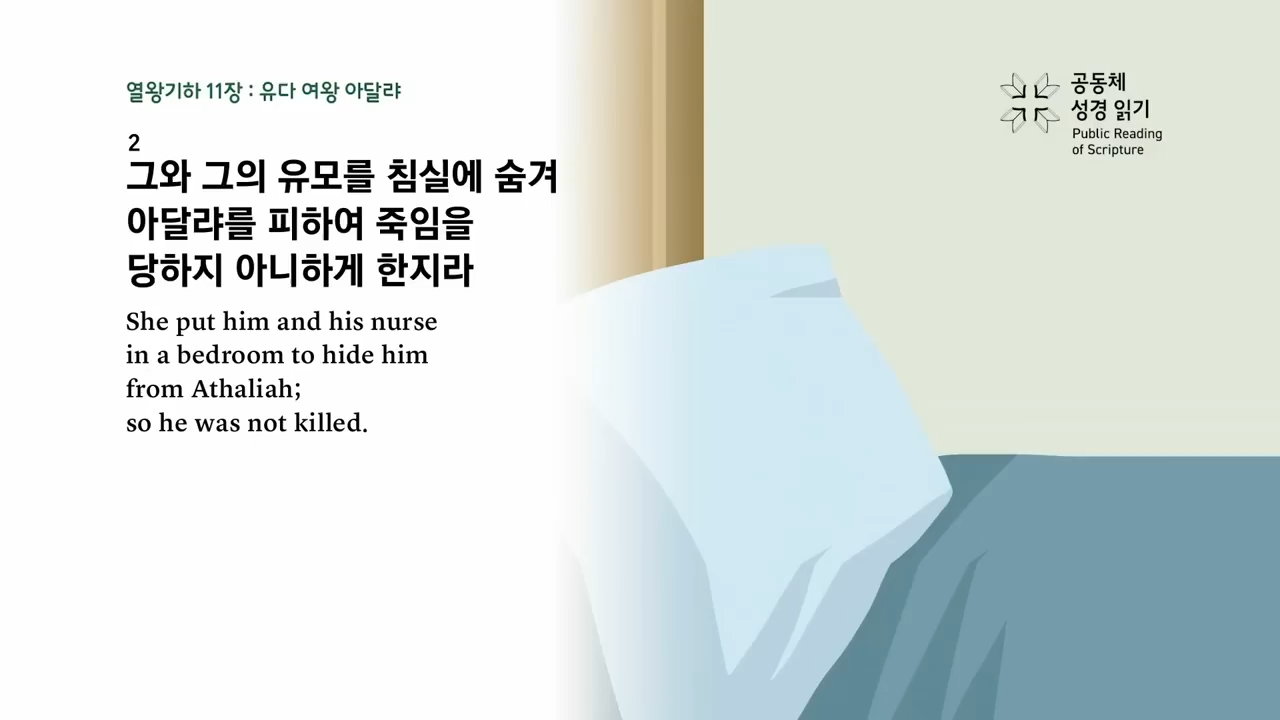 열왕기하 11장 : 유다 여왕 아달랴
2
그와 그의 유모를 침실에 숨겨
아달랴를 피하여 죽임을
당하지 아니하게 한지라
She put him and his nurse
in a bedroom to hide him
from Athaliah;
so he was not killed.
공동체
성경 읽기
Public Reading
of Scripture